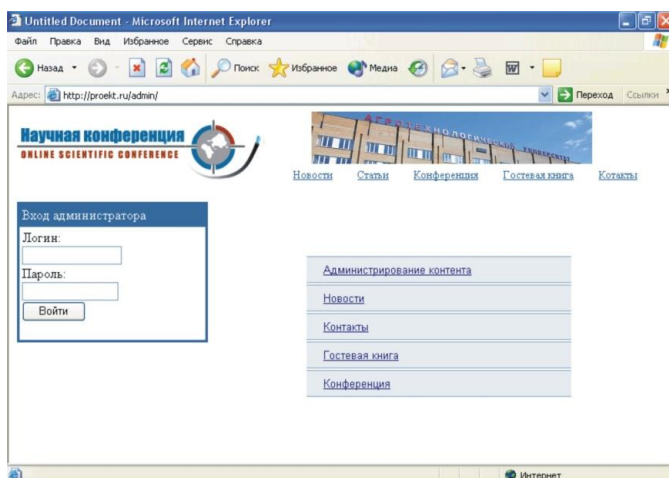 Untitled Document - Microsoft Internet Explorer
Файл Правка Вид Избранное Сервис Справка
Назад Поиск Избранное Медиа
Адрес: http://proekt.ru/admin/ Переход Ссылки
Научная конференция
ONLINE SCIENTIFIC CONFERENCE
АГРОТЕХНОЛОГИЧЕСКИЙ УНИВЕРСИТЕТ
Новости Статьи Конференция Гостевая книга Котакты
Вход администратора
Логин:
Пароль:
Войти
Администрирование контента
Новости
Контакты
Гостевая книга
Конференция
Интернет